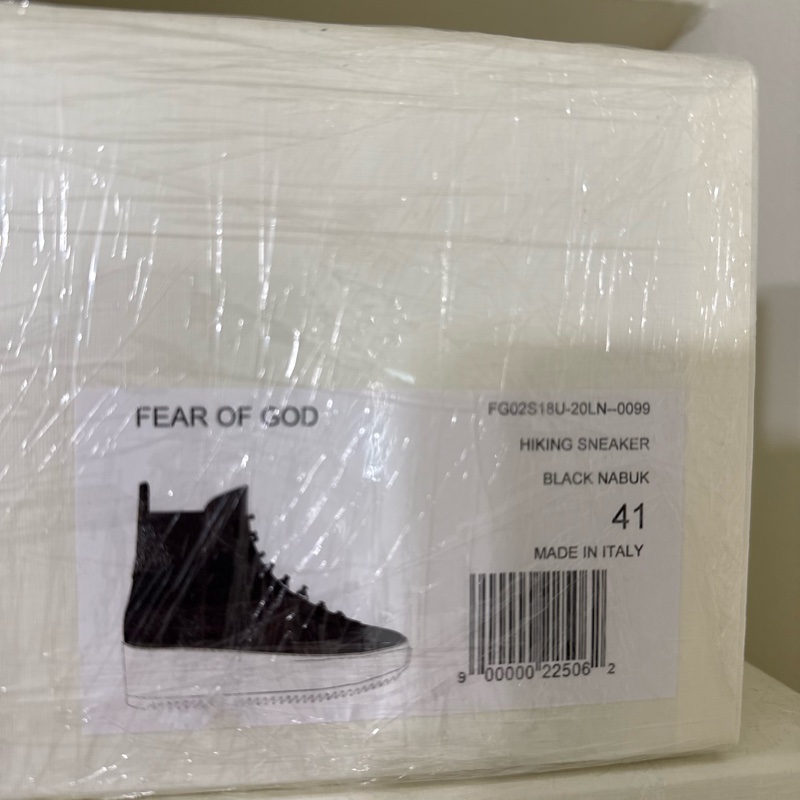 FEAR OF GOD
FG02S18U-20LN--0099
HIKING SNEAKER
BLACK NABUK
41
MADE IN ITALY
9 00000 22506 2